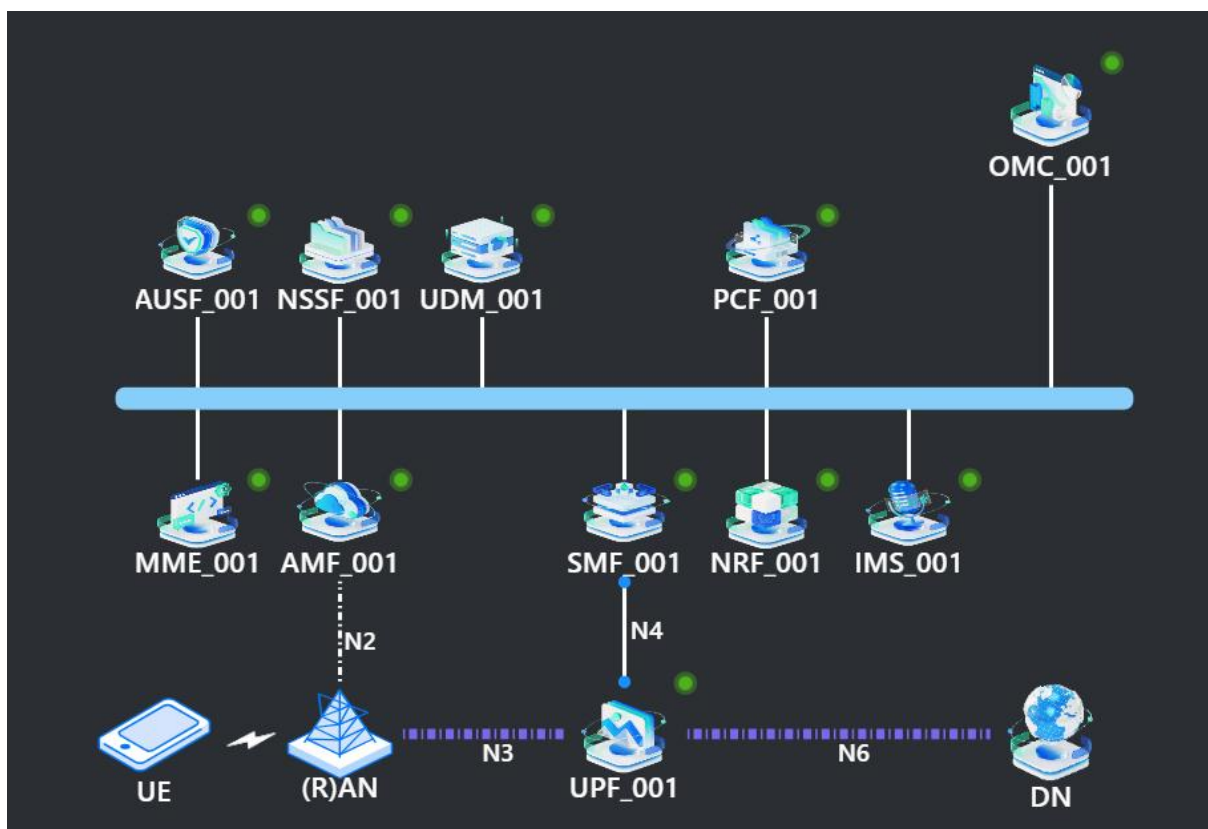 OMC_001
AUSF_001
NSSF_001
UDM_001
PCF_001
MME_001
AMF_001
SMF_001
NRF_001
IMS_001
N2
N4
N3
N6
UE
(R)AN
UPF_001
DN